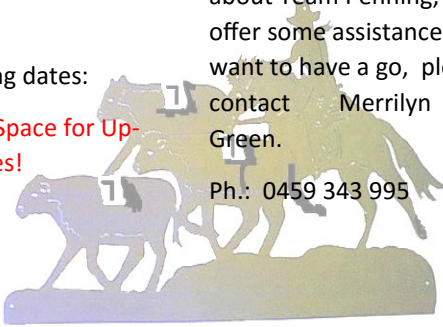 ng dates:
Space for Up-
es!
about Team Penning,
offer some assistance
want to have a go, ple
contact Merrilyn
Green.
Ph.: 0459 343 995